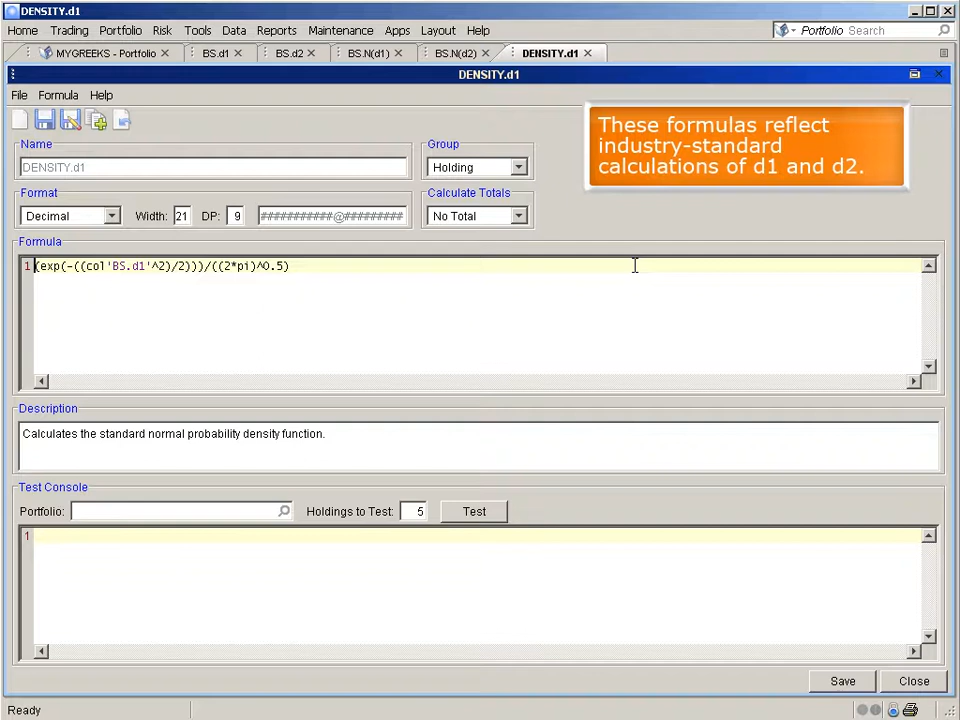 DENSITY.d1
Home Trading Portfolio Risk Tools Data Reports Maintenance Apps Layout Help Portfolio Search
MYGREEKS - Portfolio BS.d1 BS.d2 BS.N(d1) BS.N(d2) DENSITY.d1
DENSITY.d1
File Formula Help
These formulas reflect
industry-standard
calculations of d1 and d2.
Name Group
DENSITY.d1 Holding
Format Calculate Totals
Decimal Width: 21 DP: 9 ###########@######### No Total
Formula
1 (exp(-((col'BS.d1'^2)/2)))/((2*pi)^0.5)
Description
Calculates the standard normal probability density function.
Test Console
Portfolio: Holdings to Test: 5 Test
1
Save Close
Ready